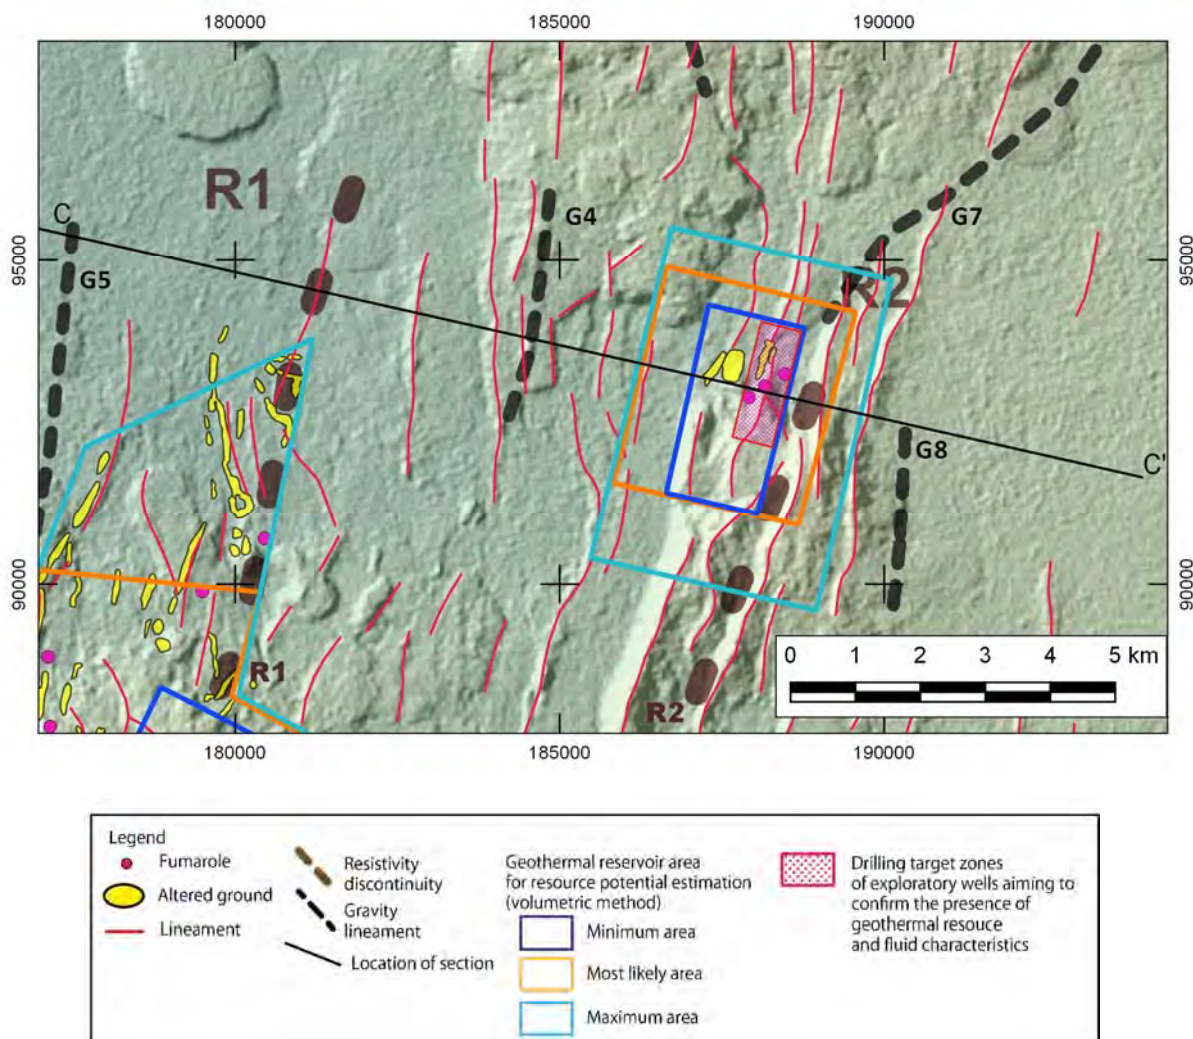 180000 185000 190000
R1
C
G4
G7
95000 95000
G5
R2
G8
C'
90000 90000
R1
R2
0 1 2 3 4 5 km
180000 185000 190000
Legend
Fumarole
Altered ground
Lineament
Resistivity
discontinuity
Gravity
lineament
Location of section
Geothermal reservoir area
for resource potential estimation
(volumetric method)
Minimum area
Most likely area
Maximum area
Drilling target zones
of exploratory wells aiming to
confirm the presence of
geothermal resouce
and fluid characteristics